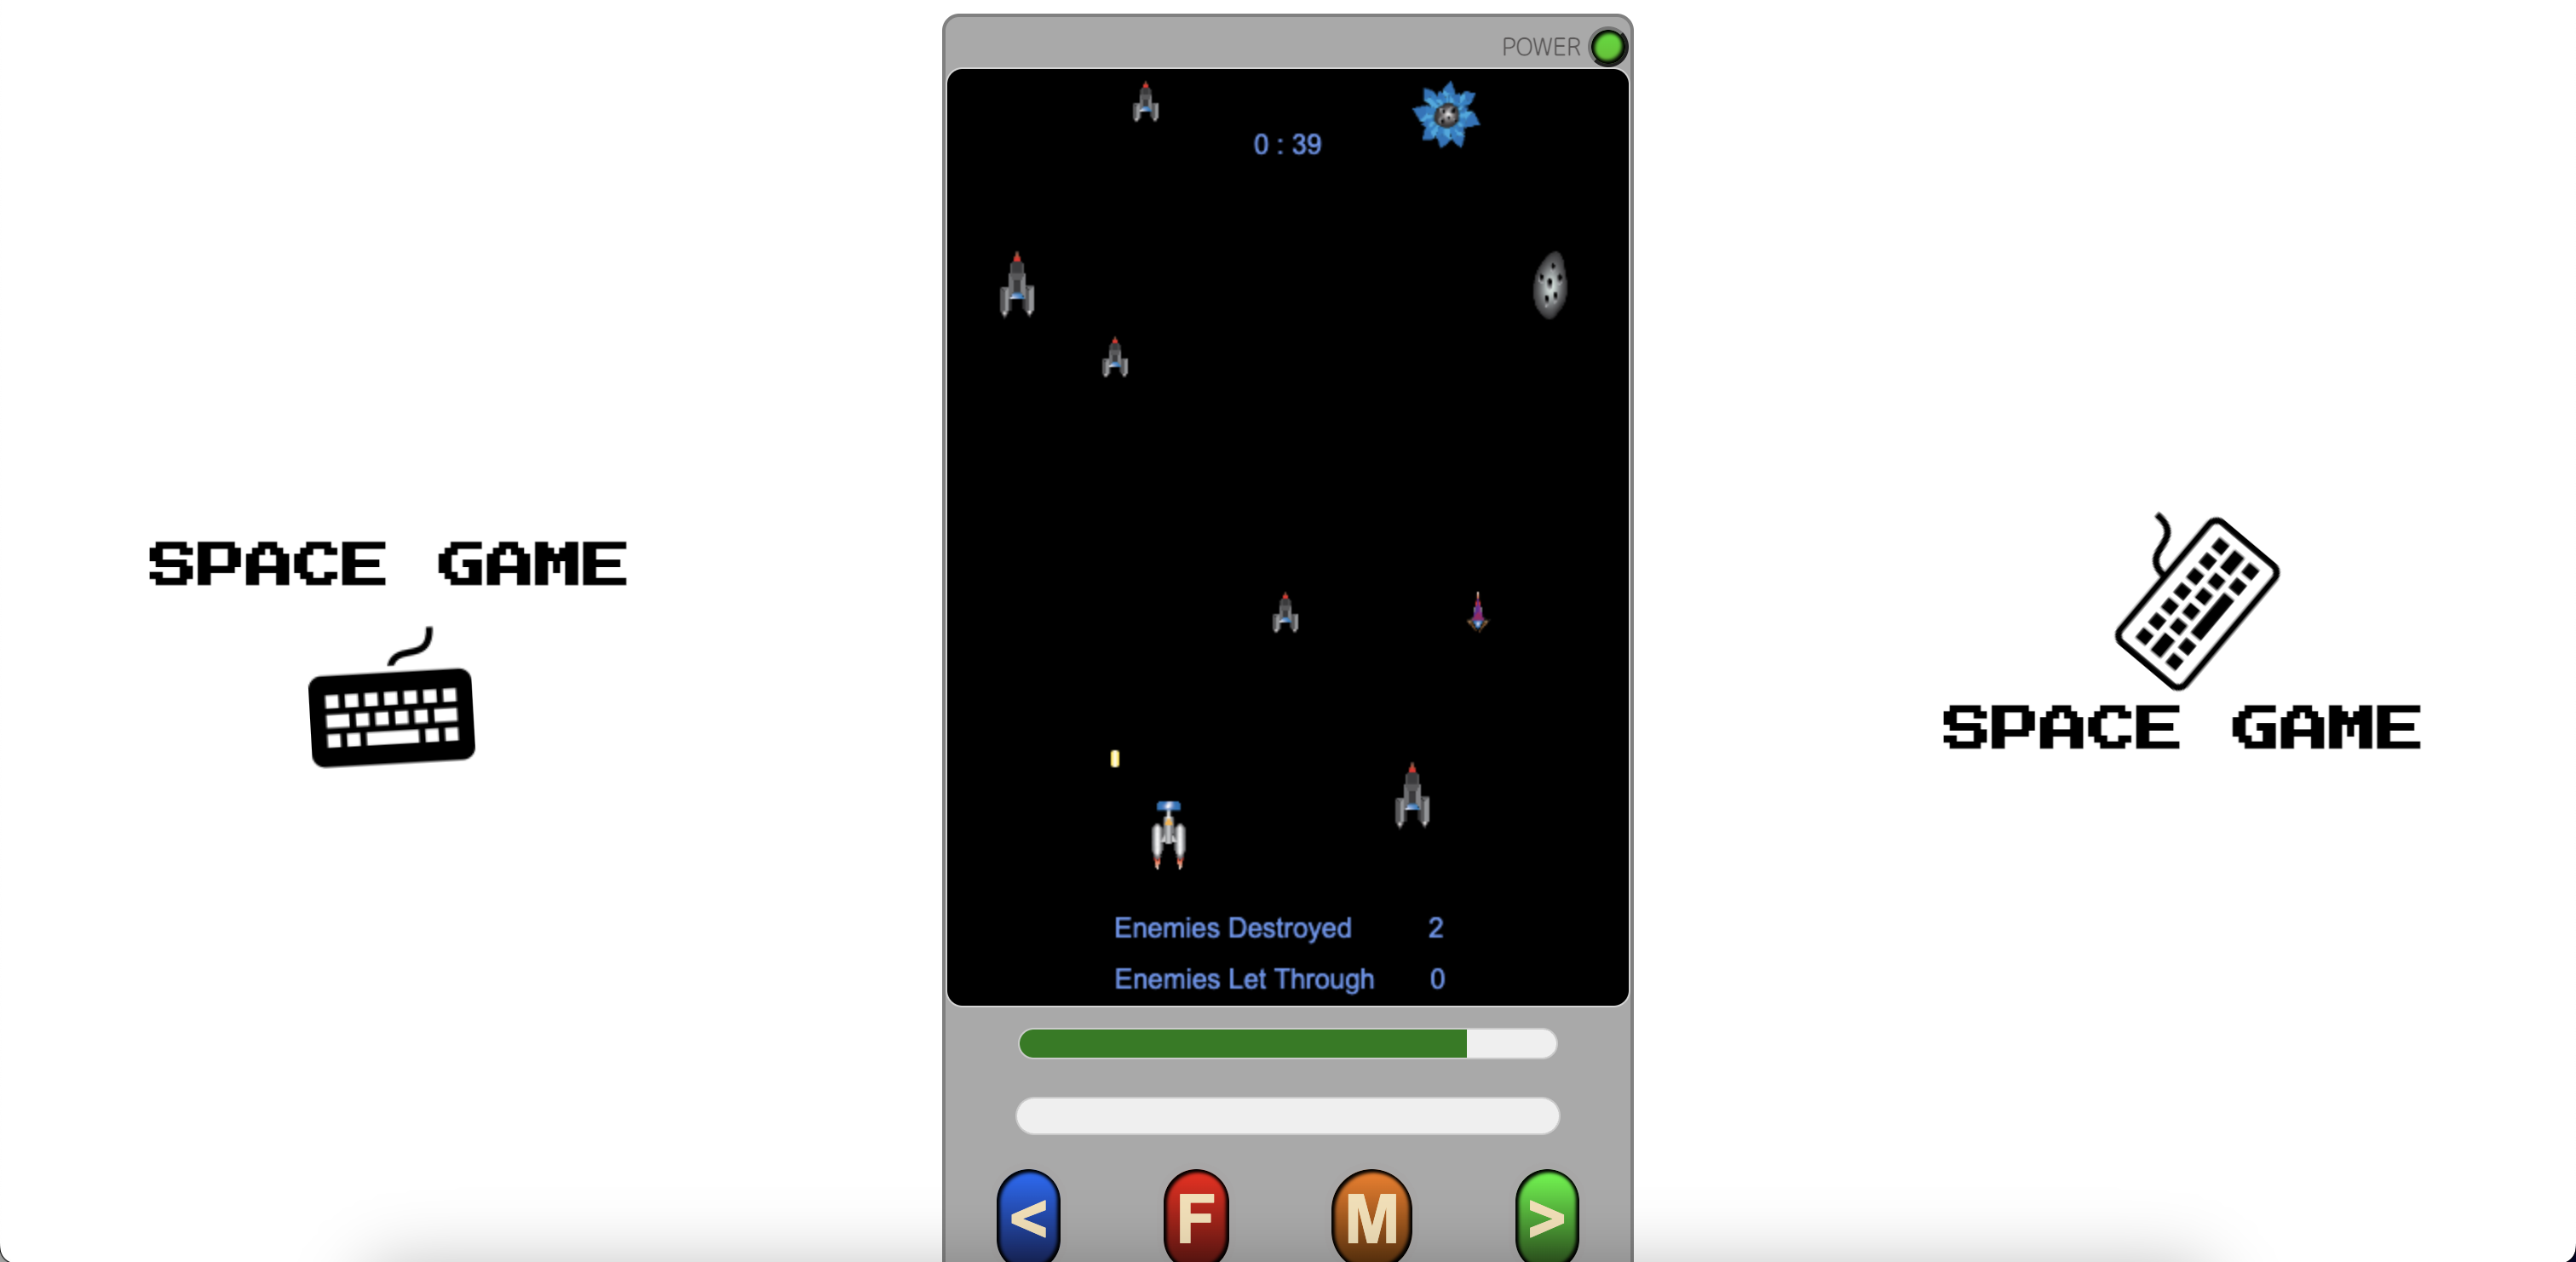 POWER
0 : 39
SPACE GAME
SPACE GAME
Enemies Destroyed 2
Enemies Let Through 0
< F M >